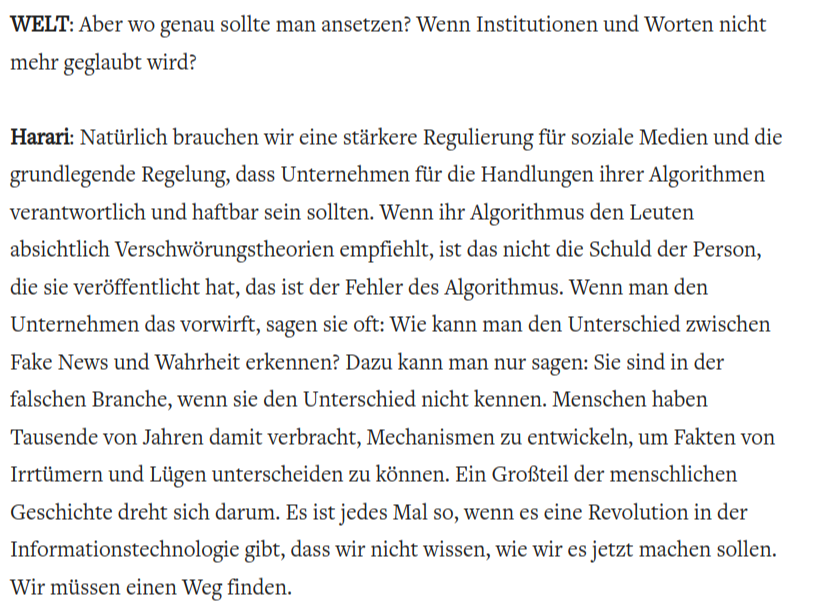 WELT: Aber wo genau sollte man ansetzen? Wenn Institutionen und Worten nicht
mehr geglaubt wird?
Harari: Natürlich brauchen wir eine stärkere Regulierung für soziale Medien und die
grundlegende Regelung, dass Unternehmen für die Handlungen ihrer Algorithmen
verantwortlich und haftbar sein sollten. Wenn ihr Algorithmus den Leuten
absichtlich Verschwörungstheorien empfiehlt, ist das nicht die Schuld der Person,
die sie veröffentlicht hat, das ist der Fehler des Algorithmus. Wenn man den
Unternehmen das vorwirft, sagen sie oft: Wie kann man den Unterschied zwischen
Fake News und Wahrheit erkennen? Dazu kann man nur sagen: Sie sind in der
falschen Branche, wenn sie den Unterschied nicht kennen. Menschen haben
Tausende von Jahren damit verbracht, Mechanismen zu entwickeln, um Fakten von
Irrtümern und Lügen unterscheiden zu können. Ein Großteil der menschlichen
Geschichte dreht sich darum. Es ist jedes Mal so, wenn es eine Revolution in der
Informationstechnologie gibt, dass wir nicht wissen, wie wir es jetzt machen sollen.
Wir müssen einen Weg finden.